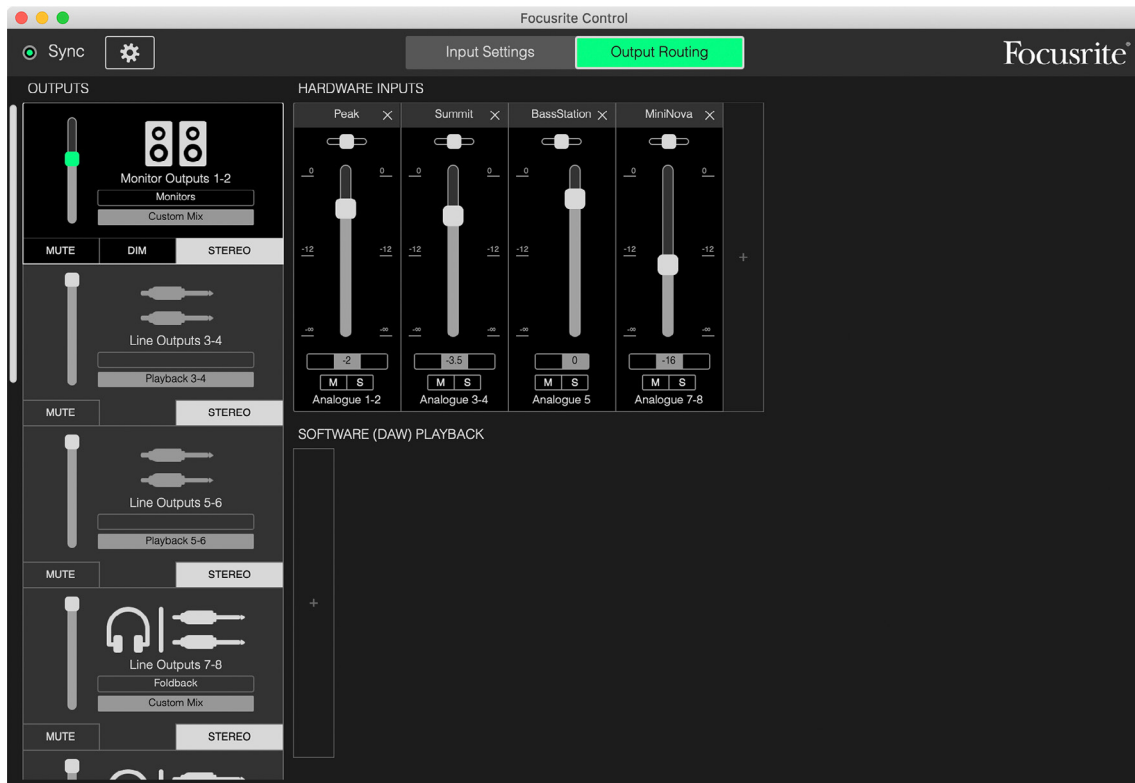 Focusrite Control
Sync
Input Settings
Output Routing
Focusrite
OUTPUTS
Monitor Outputs 1-2
Monitors
Custom Mix
MUTE DIM STEREO
Line Outputs 3-4
Playback 3-4
MUTE STEREO
Line Outputs 5-6
Playback 5-6
MUTE STEREO
Line Outputs 7-8
Foldback
Custom Mix
MUTE STEREO
HARDWARE INPUTS
Peak Summit BassStation MiniNova
0 0 0 0 0 0 0
-12 -12 -12 -12 -12 -12 -12
+
-∞ -∞ -∞ -∞ -∞ -∞ -∞
-2 -3.5 0 -16
M S M S M S M S
Analogue 1-2 Analogue 3-4 Analogue 5 Analogue 7-8
SOFTWARE (DAW) PLAYBACK
+